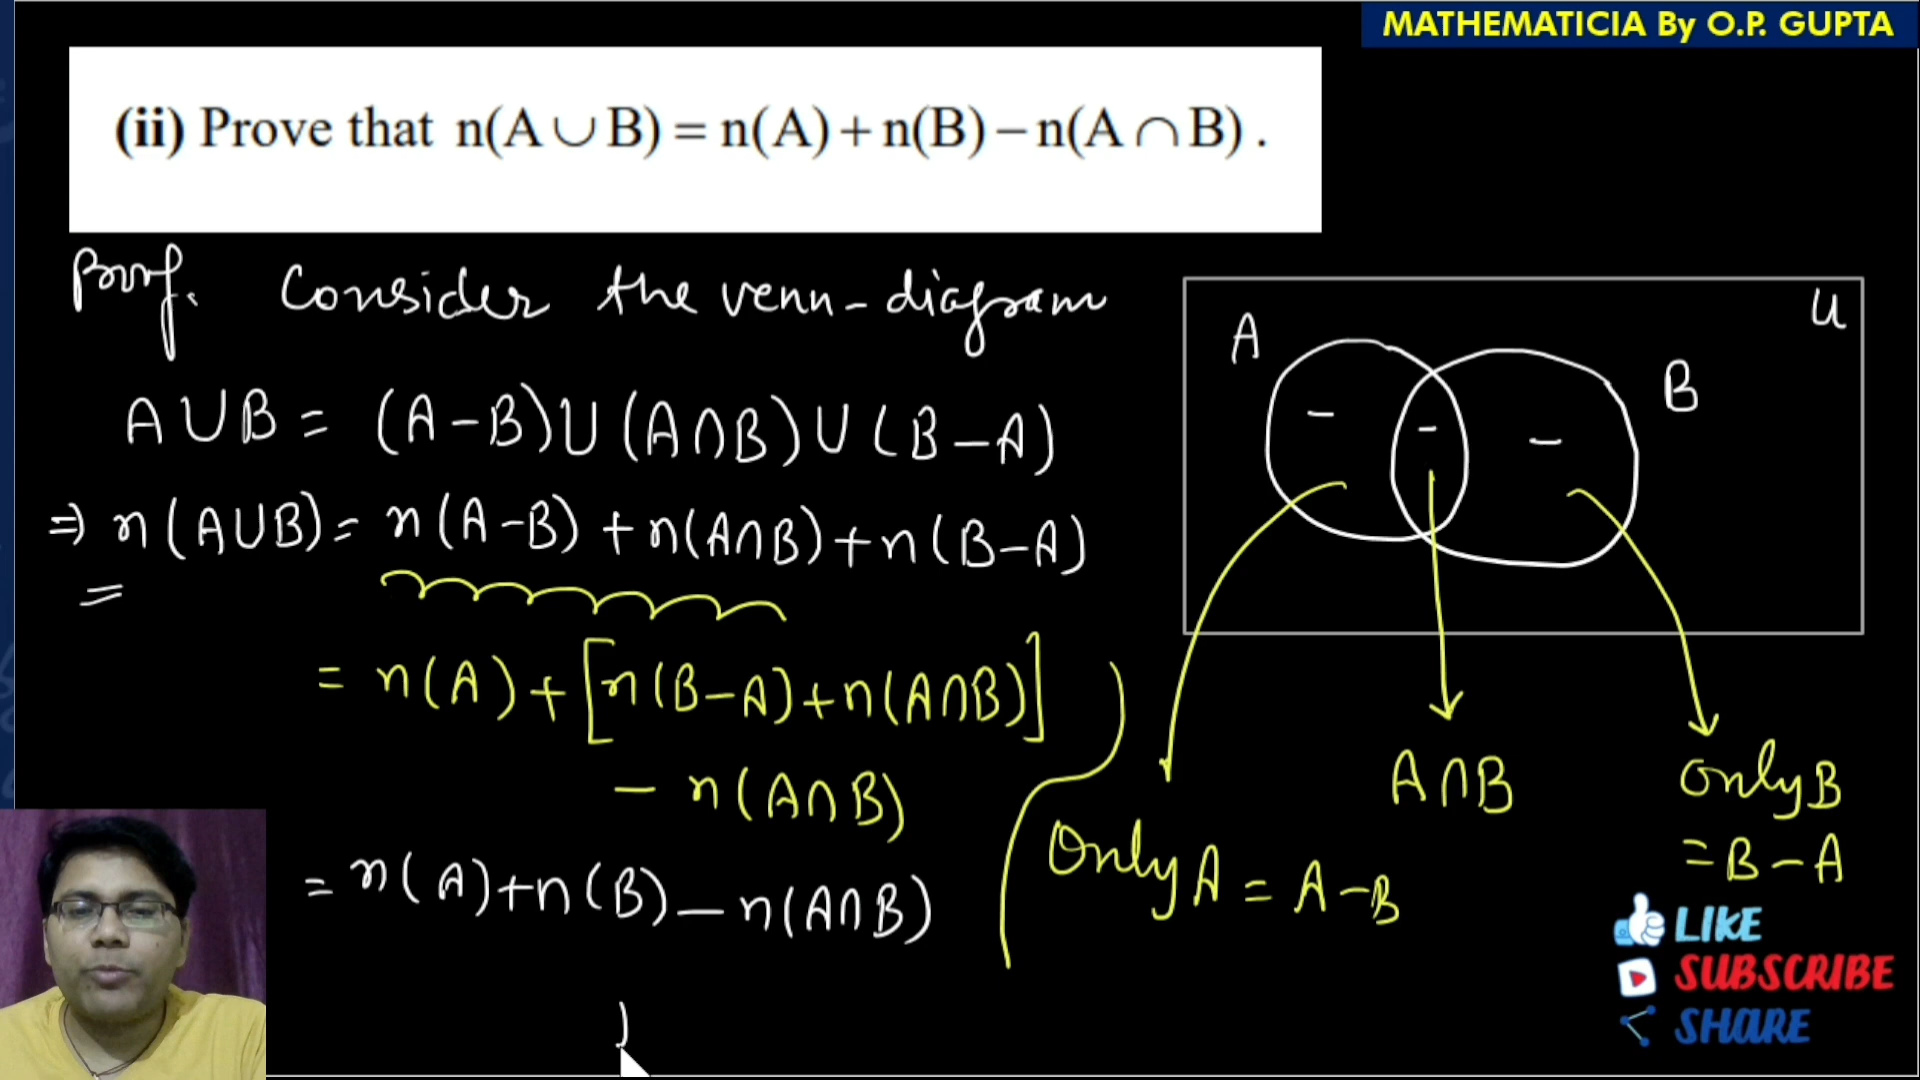 MATHEMATICIA By O.P. GUPTA
(ii) Prove that n(A ∪ B) = n(A) + n(B) − n(A ∩ B) .
Proof. Consider the venn-diagram
A∪B = (A−B)∪(A∩B)∪(B−A)
⇒ n(A∪B) = n(A−B) + n(A∩B) + n(B−A)
=
= n(A) + [n(B−A) + n(A∩B)]
− n(A∩B)
= n(A) + n(B) − n(A∩B)
U
A
B
A∩B
Only B
= B − A
Only A = A − B
LIKE
SUBSCRIBE
SHARE